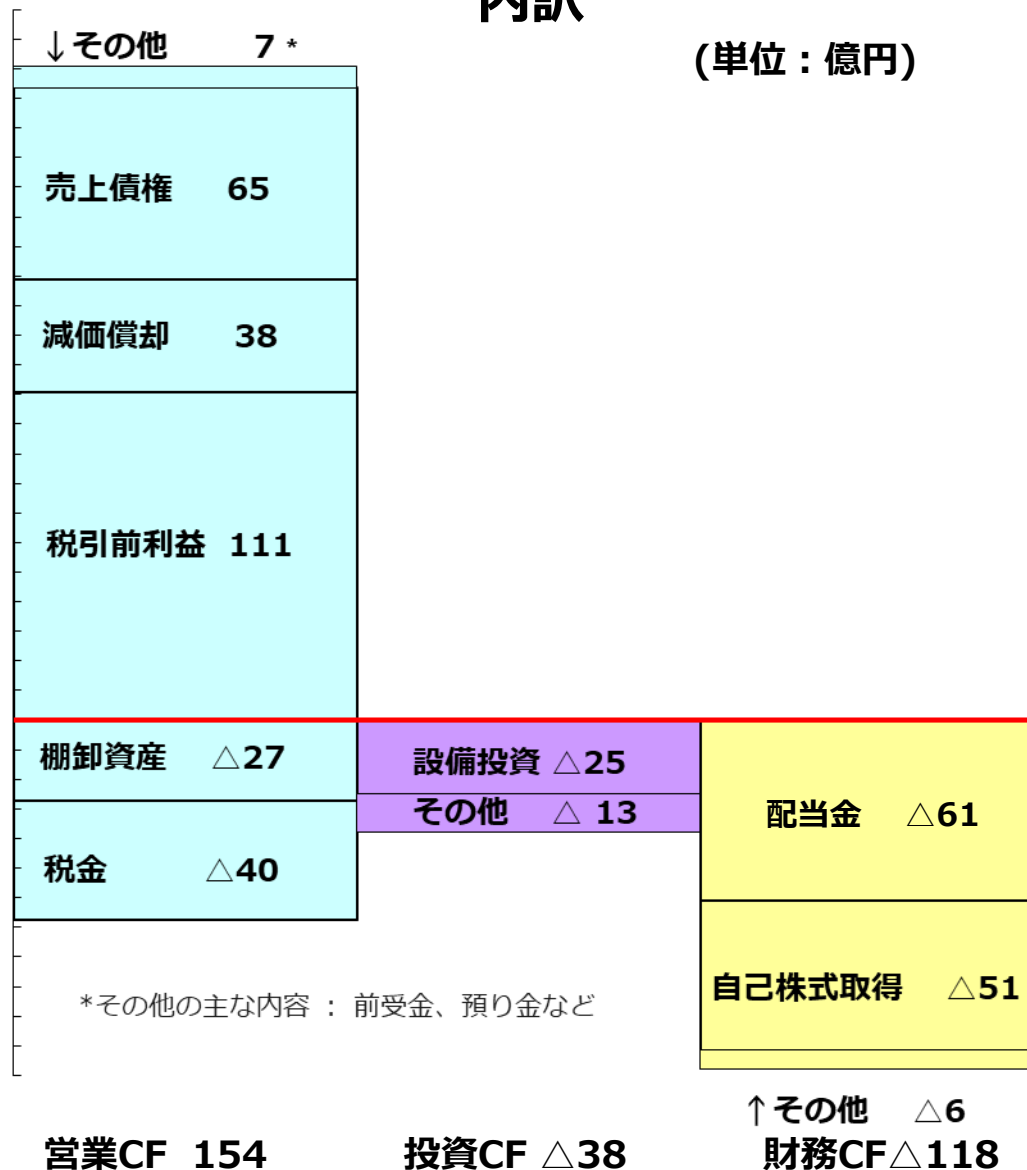 内訳
(単位：億円)
↓その他 7 *
売上債権 65
減価償却 38
税引前利益 111
棚卸資産 △27
税金 △40
設備投資 △25
その他 △ 13
配当金 △61
自己株式取得 △51
*その他の主な内容 ： 前受金、預り金など
↑その他 △6
営業CF 154
投資CF △38
財務CF△118